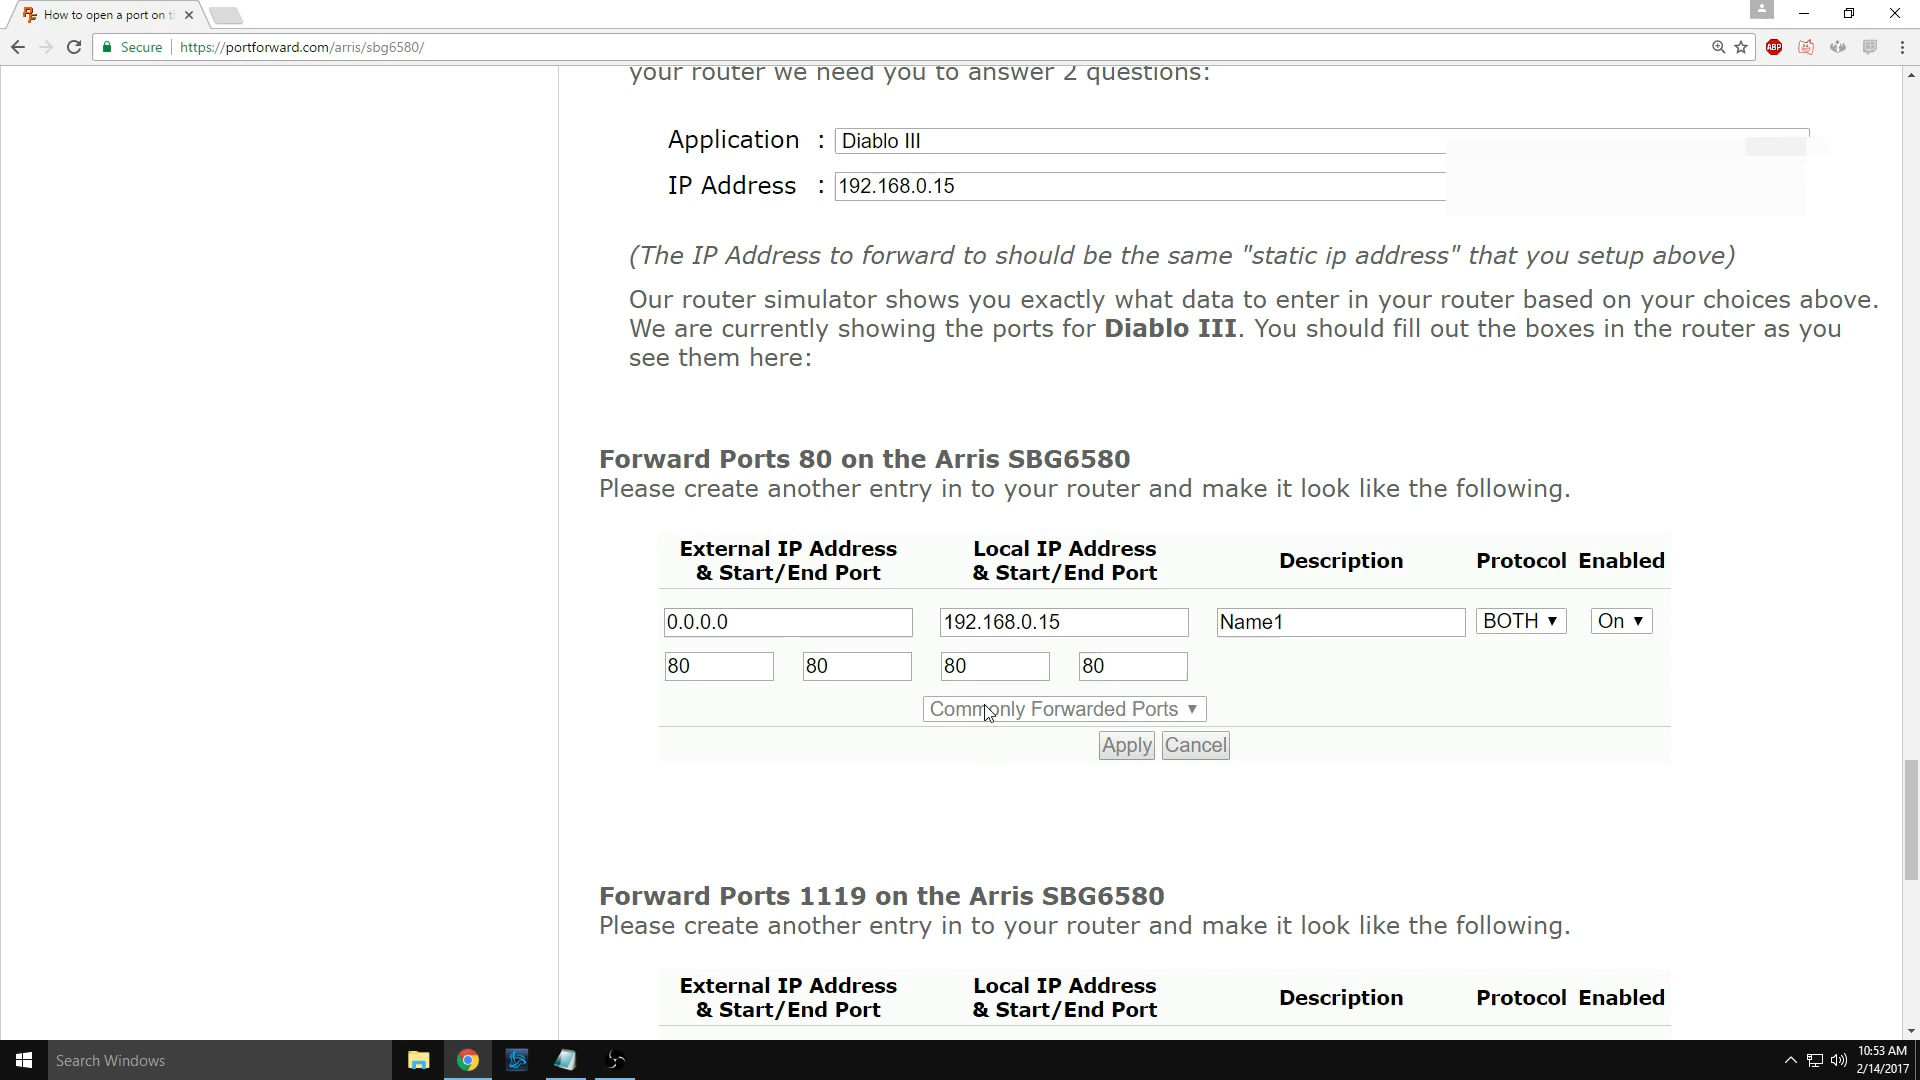 How to open a port on t
Secure
https://portforward.com/arris/sbg6580/
ABP
your router we need you to answer 2 questions:
Application : Diablo III
IP Address : 192.168.0.15
(The IP Address to forward to should be the same "static ip address" that you setup above)
Our router simulator shows you exactly what data to enter in your router based on your choices above.
We are currently showing the ports for Diablo III. You should fill out the boxes in the router as you
see them here:
Forward Ports 80 on the Arris SBG6580
Please create another entry in to your router and make it look like the following.
External IP Address Local IP Address
& Start/End Port & Start/End Port Description Protocol Enabled
0.0.0.0 192.168.0.15 Name1 BOTH On
80 80 80 80
Commonly Forwarded Ports
Apply Cancel
Forward Ports 1119 on the Arris SBG6580
Please create another entry in to your router and make it look like the following.
External IP Address Local IP Address
& Start/End Port & Start/End Port Description Protocol Enabled
Search Windows
10:53 AM
2/14/2017